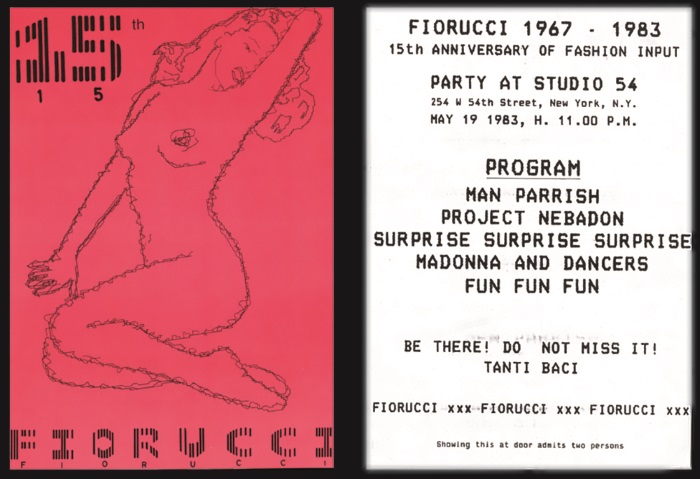 15th
1 5
FIORUCCI
F I O R U C C I
FIORUCCI 1967 - 1983
15th ANNIVERSARY OF FASHION INPUT
PARTY AT STUDIO 54
254 W 54th Street, New York, N.Y.
MAY 19 1983, H. 11.00 P.M.
PROGRAM
MAN PARRISH
PROJECT NEBADON
SURPRISE SURPRISE SURPRISE
MADONNA AND DANCERS
FUN FUN FUN
BE THERE! DO NOT MISS IT!
TANTI BACI
FIORUCCI xxx FIORUCCI xxx FIORUCCI xxx
Showing this at door admits two persons